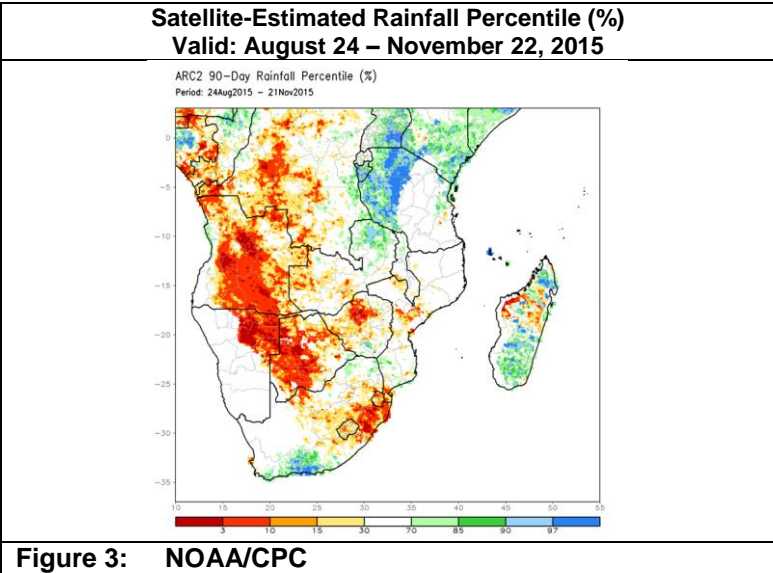 Satellite-Estimated Rainfall Percentile (%)
Valid: August 24 – November 22, 2015
ARC2 90-Day Rainfall Percentile (%)
Period: 24Aug2015 – 21Nov2015
0
-5
-10
-15
-20
-25
-30
-35
10 15 20 25 30 35 40 45 50 55
3 10 15 30 70 85 90 97
Figure 3: NOAA/CPC